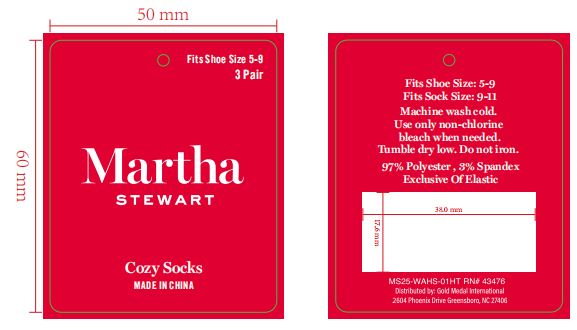 50 mm
60 mm
Fits Shoe Size 5-9
3 Pair
Martha
STEWART
Cozy Socks
MADE IN CHINA
Fits Shoe Size: 5-9
Fits Sock Size: 9-11
Machine wash cold.
Use only non-chlorine
bleach when needed.
Tumble dry low. Do not iron.
97% Polyester , 3% Spandex
Exclusive Of Elastic
38.0 mm
17.6 mm
MS25-WAHS-01HT RN# 43476
Distributed by: Gold Medal International
2604 Phoenix Drive Greensboro, NC 27406